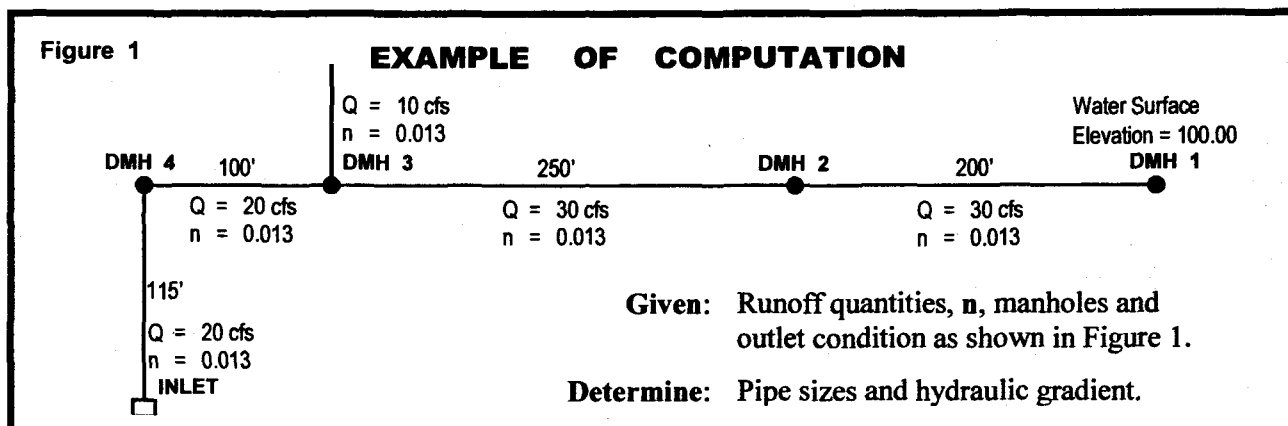 Figure 1
EXAMPLE OF COMPUTATION
Q = 10 cfs
n = 0.013
Water Surface
Elevation = 100.00
DMH 4
100'
DMH 3
250'
DMH 2
200'
DMH 1
Q = 20 cfs
n = 0.013
Q = 30 cfs
n = 0.013
Q = 30 cfs
n = 0.013
115'
Q = 20 cfs
n = 0.013
INLET
Given: Runoff quantities, n, manholes and
outlet condition as shown in Figure 1.
Determine: Pipe sizes and hydraulic gradient.